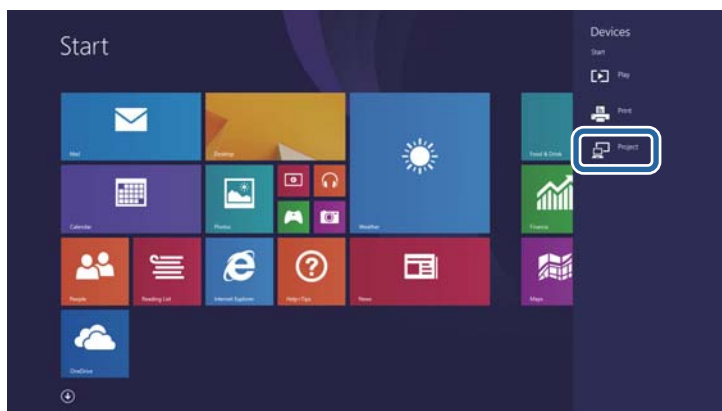 Start
Devices
Start
Play
Print
Project
Mail
Desktop
Food & Drink
Calendar
Photos
Weather
Finance
People
Reading List
Internet Explorer
Help+Tips
News
Maps
OneDrive